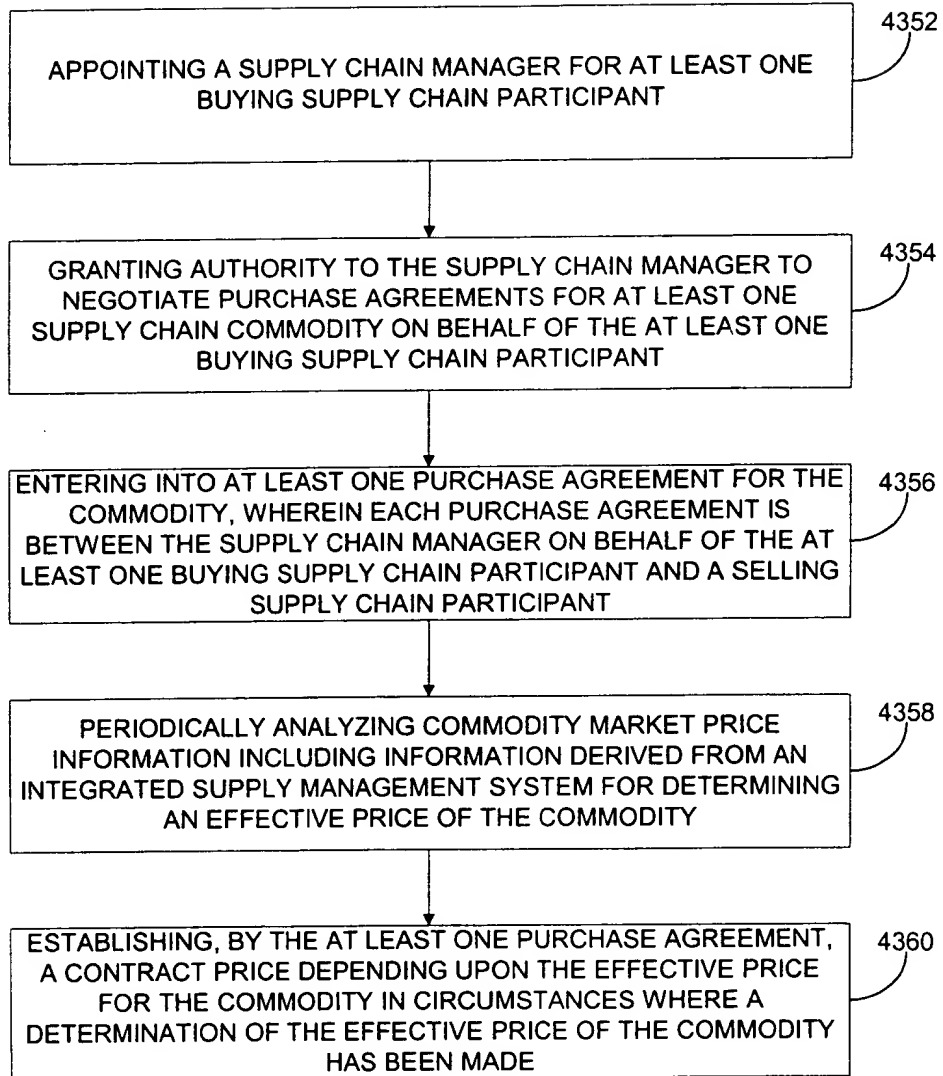 4352
APPOINTING A SUPPLY CHAIN MANAGER FOR AT LEAST ONE
BUYING SUPPLY CHAIN PARTICIPANT
4354
GRANTING AUTHORITY TO THE SUPPLY CHAIN MANAGER TO
NEGOTIATE PURCHASE AGREEMENTS FOR AT LEAST ONE
SUPPLY CHAIN COMMODITY ON BEHALF OF THE AT LEAST ONE
BUYING SUPPLY CHAIN PARTICIPANT
4356
ENTERING INTO AT LEAST ONE PURCHASE AGREEMENT FOR THE
COMMODITY, WHEREIN EACH PURCHASE AGREEMENT IS
BETWEEN THE SUPPLY CHAIN MANAGER ON BEHALF OF THE AT
LEAST ONE BUYING SUPPLY CHAIN PARTICIPANT AND A SELLING
SUPPLY CHAIN PARTICIPANT
4358
PERIODICALLY ANALYZING COMMODITY MARKET PRICE
INFORMATION INCLUDING INFORMATION DERIVED FROM AN
INTEGRATED SUPPLY MANAGEMENT SYSTEM FOR DETERMINING
AN EFFECTIVE PRICE OF THE COMMODITY
4360
ESTABLISHING, BY THE AT LEAST ONE PURCHASE AGREEMENT,
A CONTRACT PRICE DEPENDING UPON THE EFFECTIVE PRICE
FOR THE COMMODITY IN CIRCUMSTANCES WHERE A
DETERMINATION OF THE EFFECTIVE PRICE OF THE COMMODITY
HAS BEEN MADE